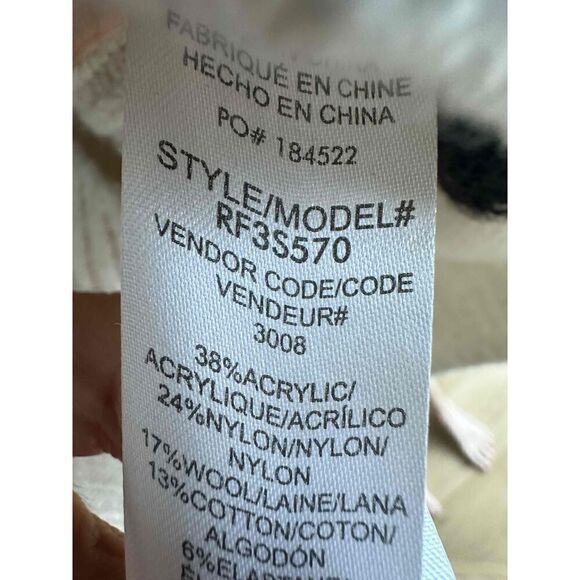 FABRIQUÉ EN CHINE
HECHO EN CHINA
PO# 184522
STYLE/MODEL#
RF3S570
VENDOR CODE/CODE
VENDEUR#
3008
38%ACRYLIC/
ACRYLIQUE/ACRÍLICO
24%NYLON/NYLON/
NYLON
17%WOOL/LAINE/LANA
13%COTTON/COTON/
ALGODÓN